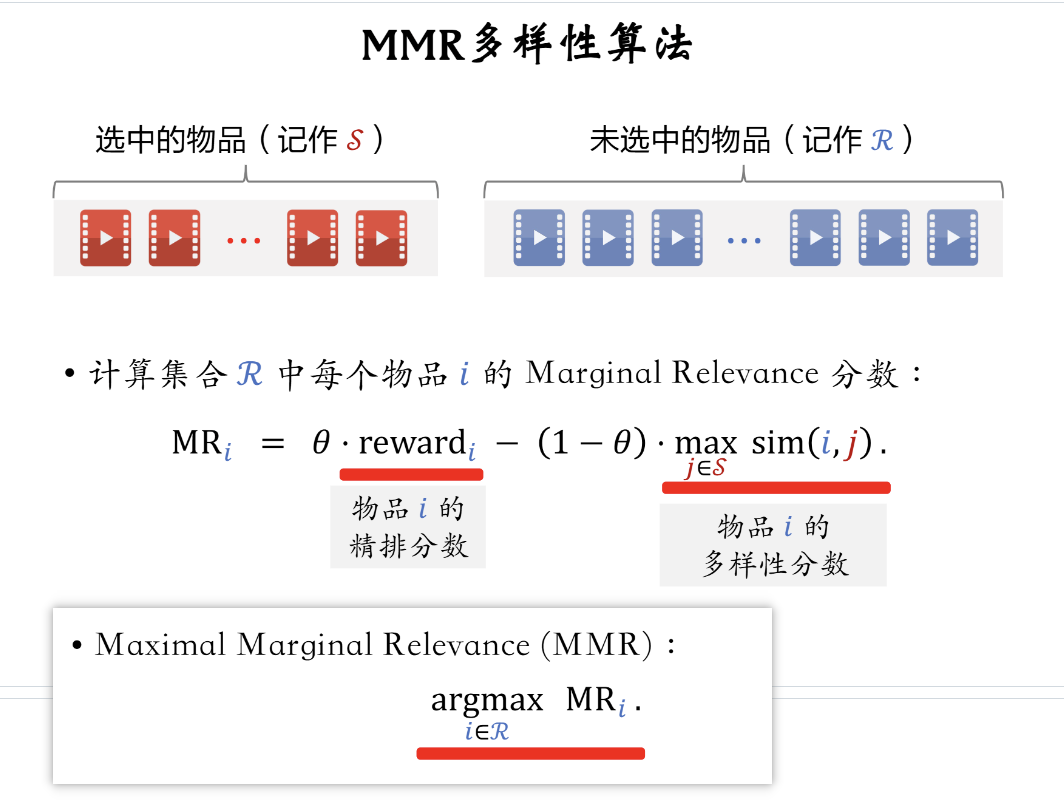 MMR多样性算法
选中的物品（记作 𝒮 ） 未选中的物品（记作 ℛ ）
… …
• 计算集合 ℛ 中每个物品 i 的 Marginal Relevance 分数：
MRᵢ = θ · rewardᵢ − (1 − θ) · max sim(i, j) .
j∈𝒮
物品 i 的
精排分数
物品 i 的
多样性分数
• Maximal Marginal Relevance (MMR)：
argmax MRᵢ .
i∈ℛ